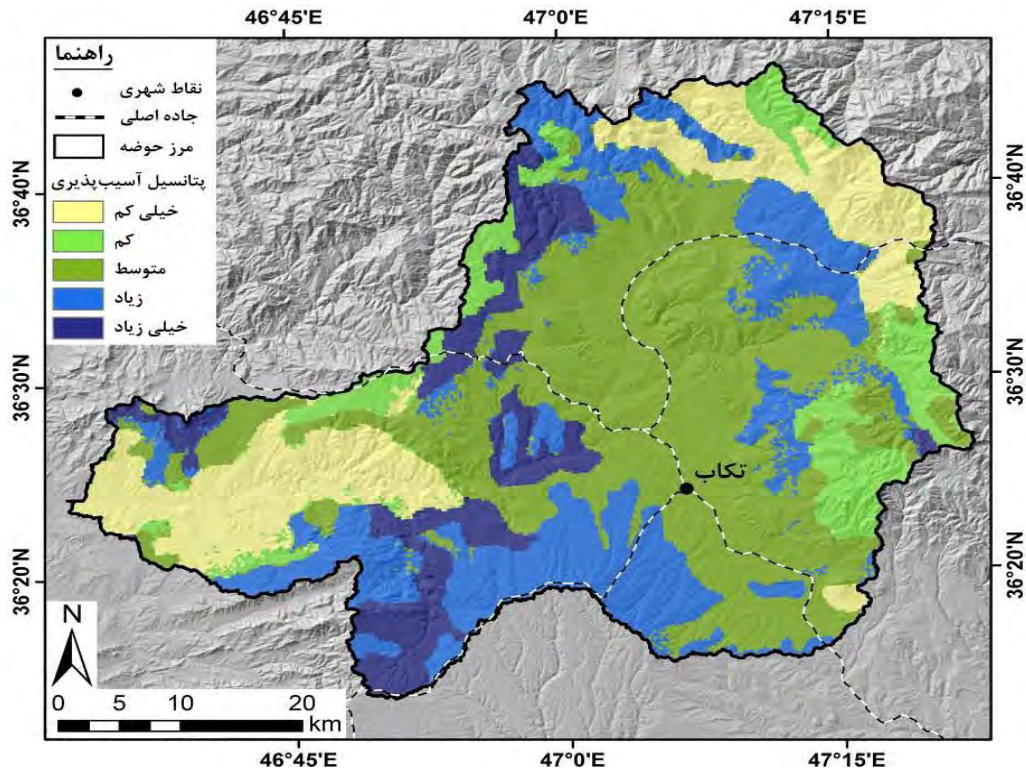 46°45'E 47°0'E 47°15'E
راهنما
نقاط شهری
جاده اصلی
مرز حوضه
پتانسیل آسیب‌پذیری
خیلی کم
کم
متوسط
زیاد
خیلی زیاد
36°40'N 36°40'N
36°30'N 36°30'N
تکاب
36°20'N 36°20'N
N
0 5 10 20
km
46°45'E 47°0'E 47°15'E